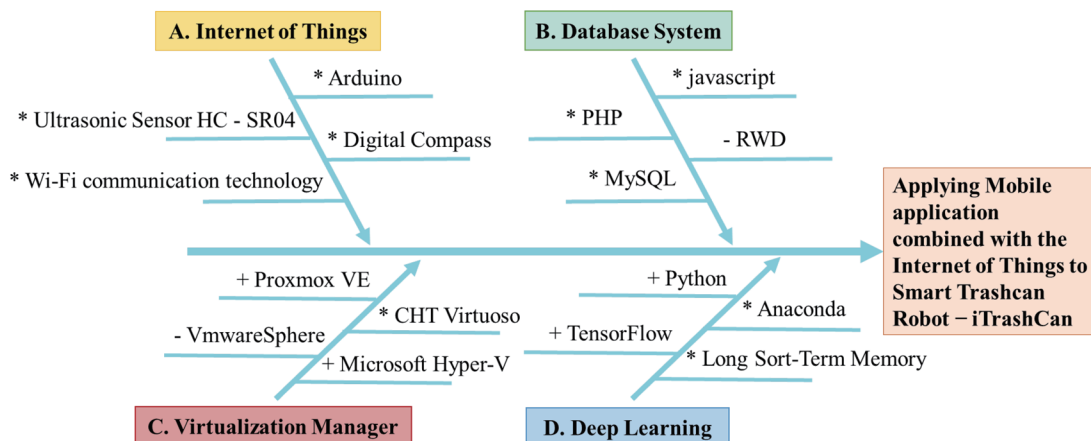 A. Internet of Things
B. Database System
* Arduino
* Ultrasonic Sensor HC - SR04
* Digital Compass
* Wi-Fi communication technology
* javascript
* PHP
- RWD
* MySQL
Applying Mobile
application
combined with the
Internet of Things to
Smart Trashcan
Robot – iTrashCan
+ Proxmox VE
* CHT Virtuoso
- VmwareSphere
+ Microsoft Hyper-V
+ Python
* Anaconda
+ TensorFlow
* Long Sort-Term Memory
C. Virtualization Manager
D. Deep Learning